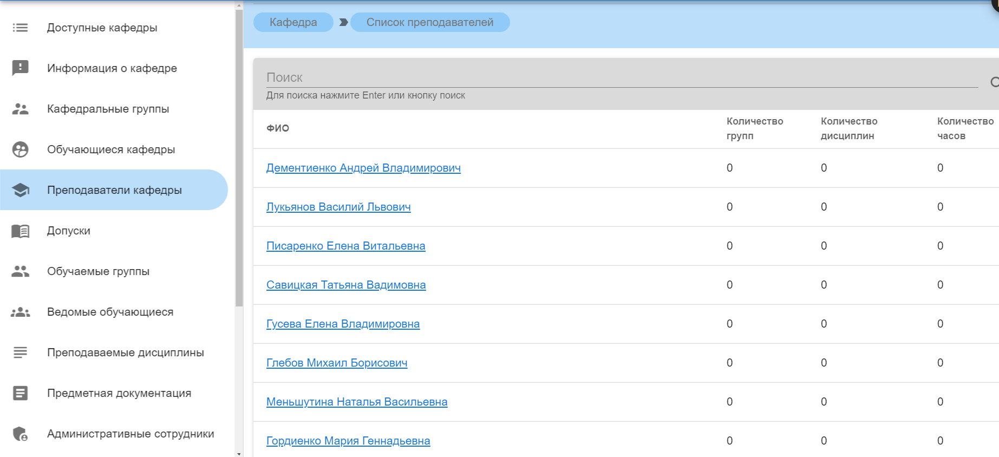 Доступные кафедры
Информация о кафедре
Кафедральные группы
Обучающиеся кафедры
Преподаватели кафедры
Допуски
Обучаемые группы
Ведомые обучающиеся
Преподаваемые дисциплины
Предметная документация
Административные сотрудники
Кафедра
Список преподавателей
Поиск
Для поиска нажмите Enter или кнопку поиск
ФИО
Количество групп
Количество дисциплин
Количество часов
Дементиенко Андрей Владимирович 0 0 0
Лукьянов Василий Львович 0 0 0
Писаренко Елена Витальевна 0 0 0
Савицкая Татьяна Вадимовна 0 0 0
Гусева Елена Владимировна 0 0 0
Глебов Михаил Борисович 0 0 0
Меньшутина Наталья Васильевна 0 0 0
Гордиенко Мария Геннадьевна 0 0 0